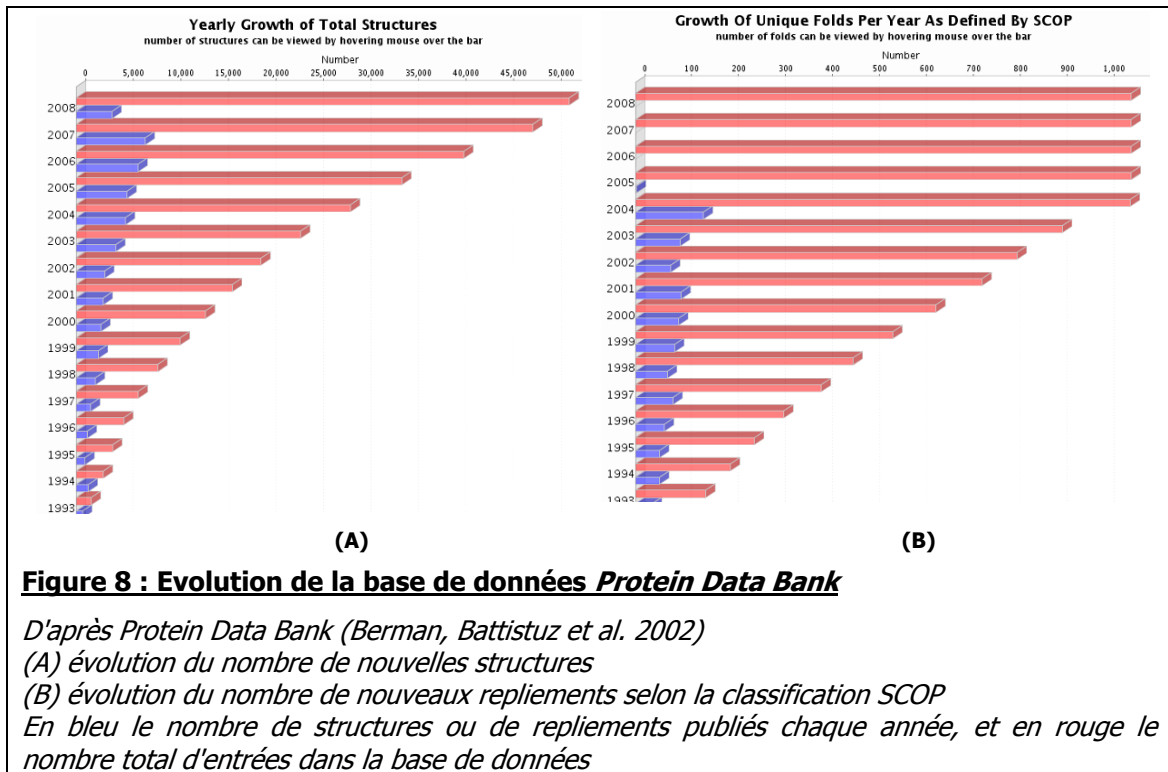 Yearly Growth of Total Structures
number of structures can be viewed by hovering mouse over the bar
Number
0 5,000 10,000 15,000 20,000 25,000 30,000 35,000 40,000 45,000 50,000
2008
2007
2006
2005
2004
2003
2002
2001
2000
1999
1998
1997
1996
1995
1994
1993
(A)
Growth Of Unique Folds Per Year As Defined By SCOP
number of folds can be viewed by hovering mouse over the bar
Number
0 100 200 300 400 500 600 700 800 900 1,000
2008
2007
2006
2005
2004
2003
2002
2001
2000
1999
1998
1997
1996
1995
1994
1993
(B)
Figure 8 : Evolution de la base de données Protein Data Bank
D'après Protein Data Bank (Berman, Battistuz et al. 2002)
(A) évolution du nombre de nouvelles structures
(B) évolution du nombre de nouveaux repliements selon la classification SCOP
En bleu le nombre de structures ou de repliements publiés chaque année, et en rouge le
nombre total d'entrées dans la base de données